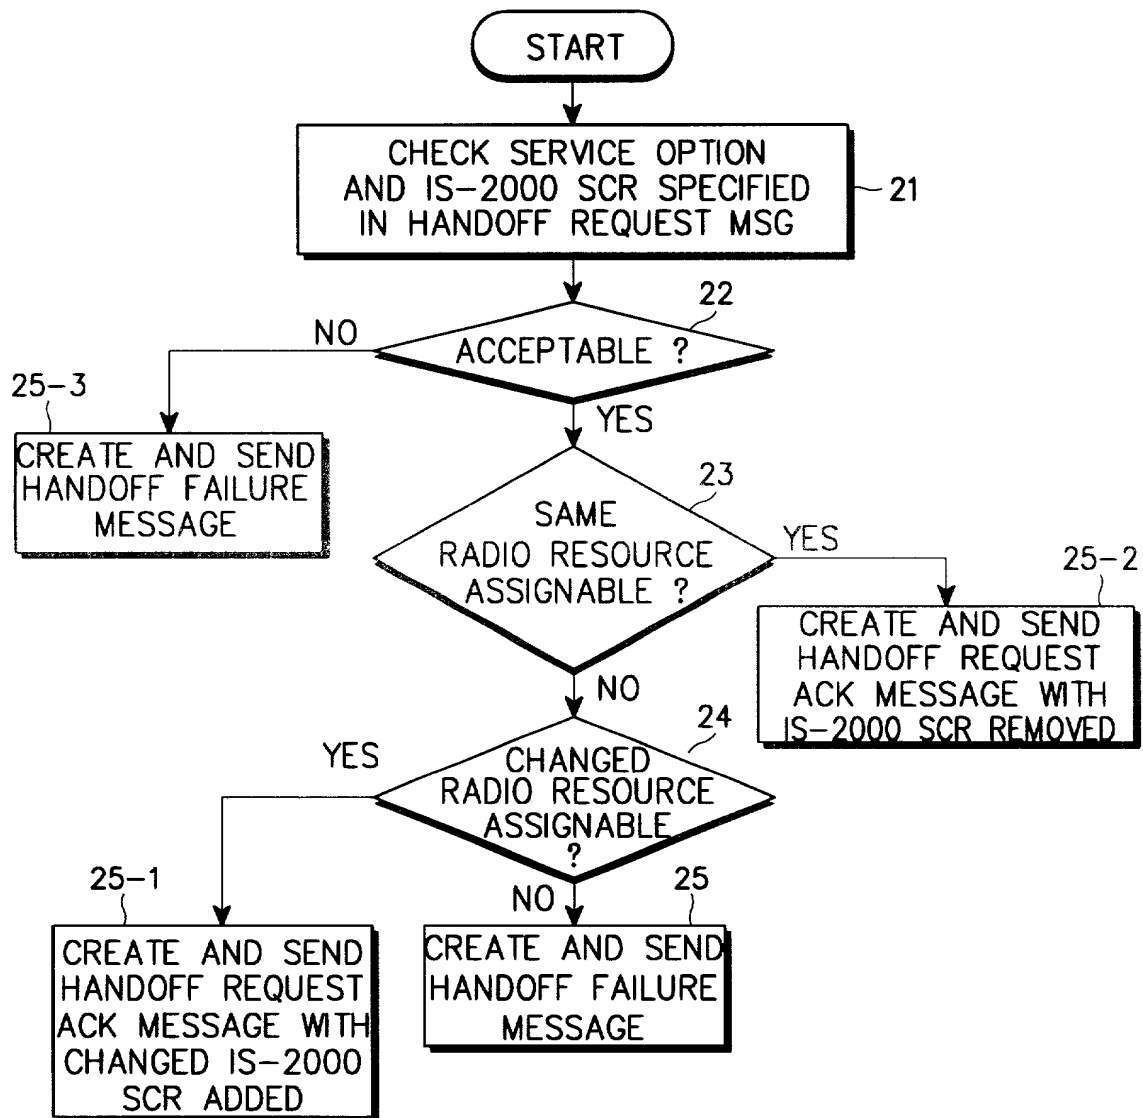 START
CHECK SERVICE OPTION
AND IS-2000 SCR SPECIFIED
IN HANDOFF REQUEST MSG
21
22
NO
ACCEPTABLE ?
25-3
YES
CREATE AND SEND
HANDOFF FAILURE
MESSAGE
23
SAME
RADIO RESOURCE
ASSIGNABLE ?
YES
25-2
CREATE AND SEND
HANDOFF REQUEST
ACK MESSAGE WITH
IS-2000 SCR REMOVED
NO
24
YES
CHANGED
RADIO RESOURCE
ASSIGNABLE
?
25-1
NO
25
CREATE AND SEND
HANDOFF REQUEST
ACK MESSAGE WITH
CHANGED IS-2000
SCR ADDED
CREATE AND SEND
HANDOFF FAILURE
MESSAGE